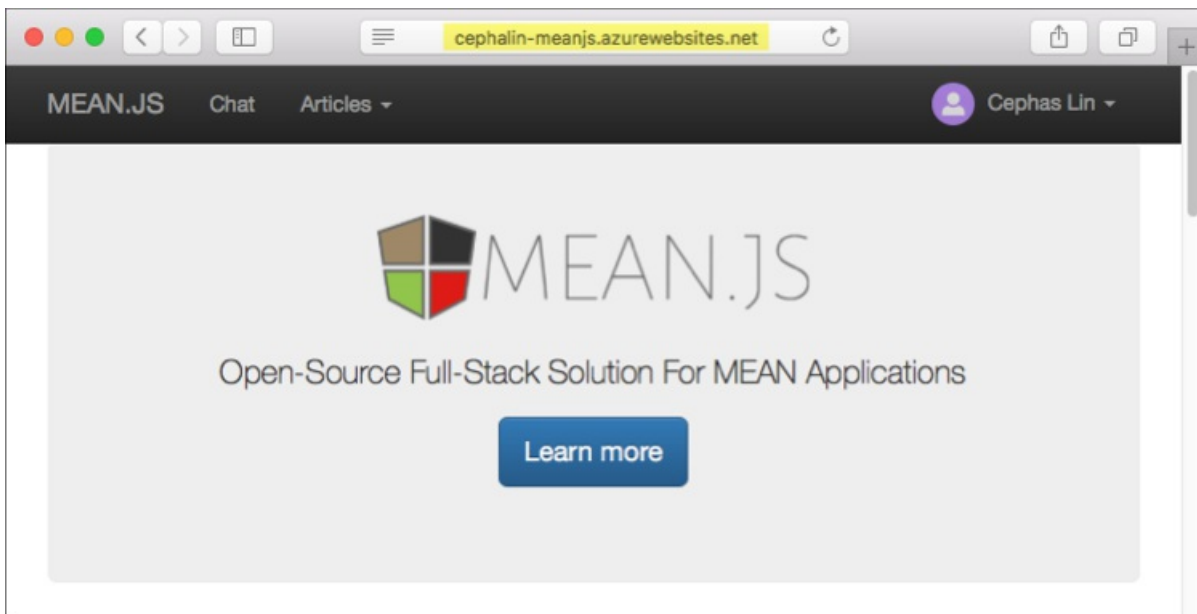 cephalin-meanjs.azurewebsites.net
MEAN.JS Chat Articles Cephas Lin
MEAN.JS
Open-Source Full-Stack Solution For MEAN Applications
Learn more